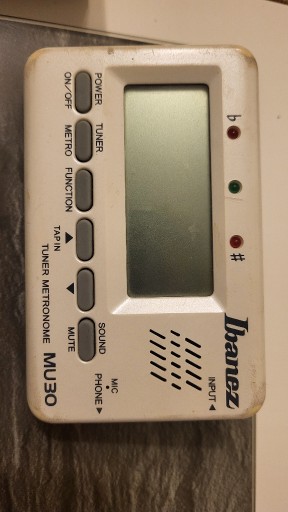 ♭ ♯
Ibanez
INPUT
POWER
ON/OFF
TUNER
METRO
FUNCTION
▲
TAP IN
▼
SOUND
MUTE
MIC
PHONE
TUNER METRONOME MU30